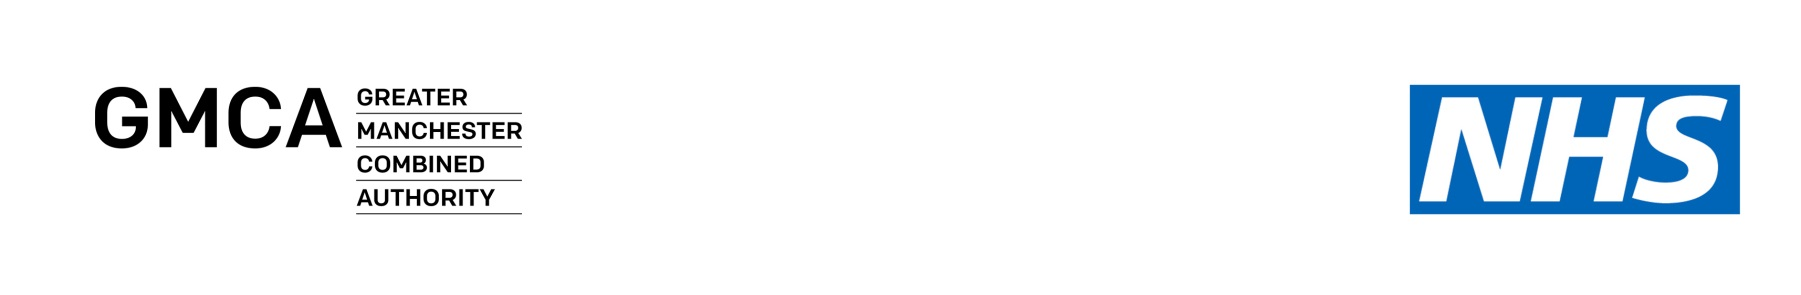 GMCA
GREATER
MANCHESTER
COMBINED
AUTHORITY
NHS